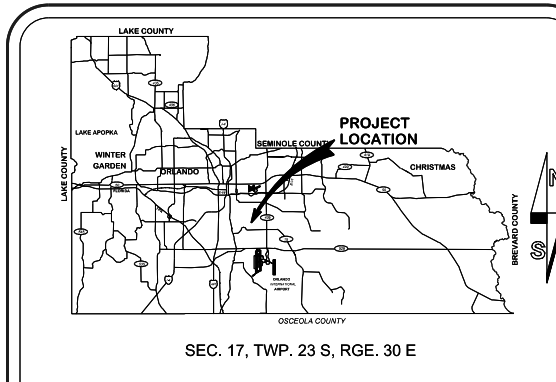 LAKE COUNTY
PROJECT
LOCATION
LAKE APOPKA
SEMINOLE COUNTY
WINTER
GARDEN
ORLANDO
CHRISTMAS
LAKE COUNTY
FLORIDA
BREVARD COUNTY
N
S
ORLANDO
INTERNATIONAL
AIRPORT
OSCEOLA COUNTY
SEC. 17, TWP. 23 S, RGE. 30 E